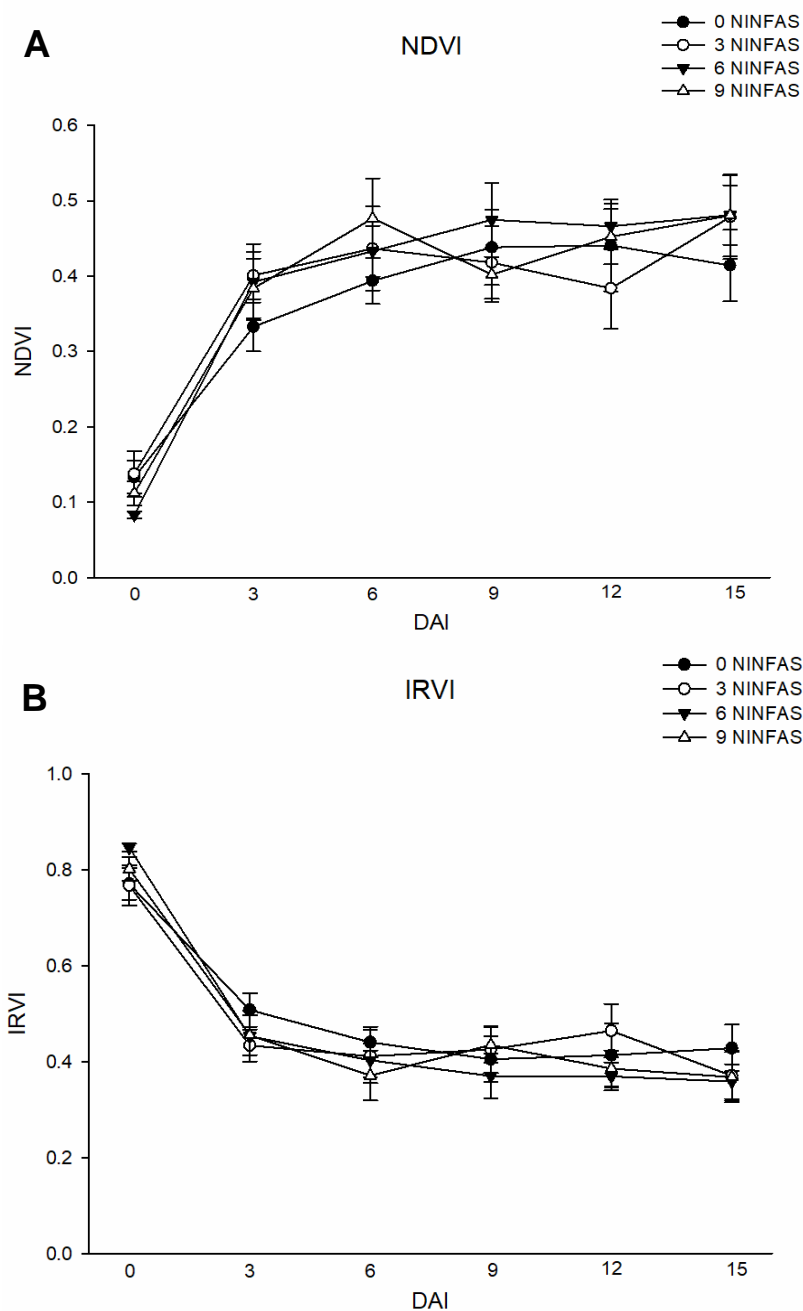 A
NDVI
0 NINFAS
3 NINFAS
6 NINFAS
9 NINFAS
0.6
0.5
0.4
0.3
0.2
0.1
0.0
NDVI
0 3 6 9 12 15
DAI
B
IRVI
0 NINFAS
3 NINFAS
6 NINFAS
9 NINFAS
1.0
0.8
0.6
0.4
0.2
0.0
IRVI
0 3 6 9 12 15
DAI